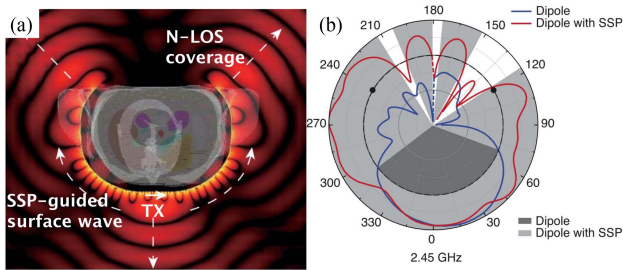 (a)
N-LOS
coverage
SSP-guided
surface wave
TX
(b)
Dipole
Dipole with SSP
180
210
150
240
120
270
90
300
60
330
30
0
Dipole
Dipole with SSP
2.45 GHz